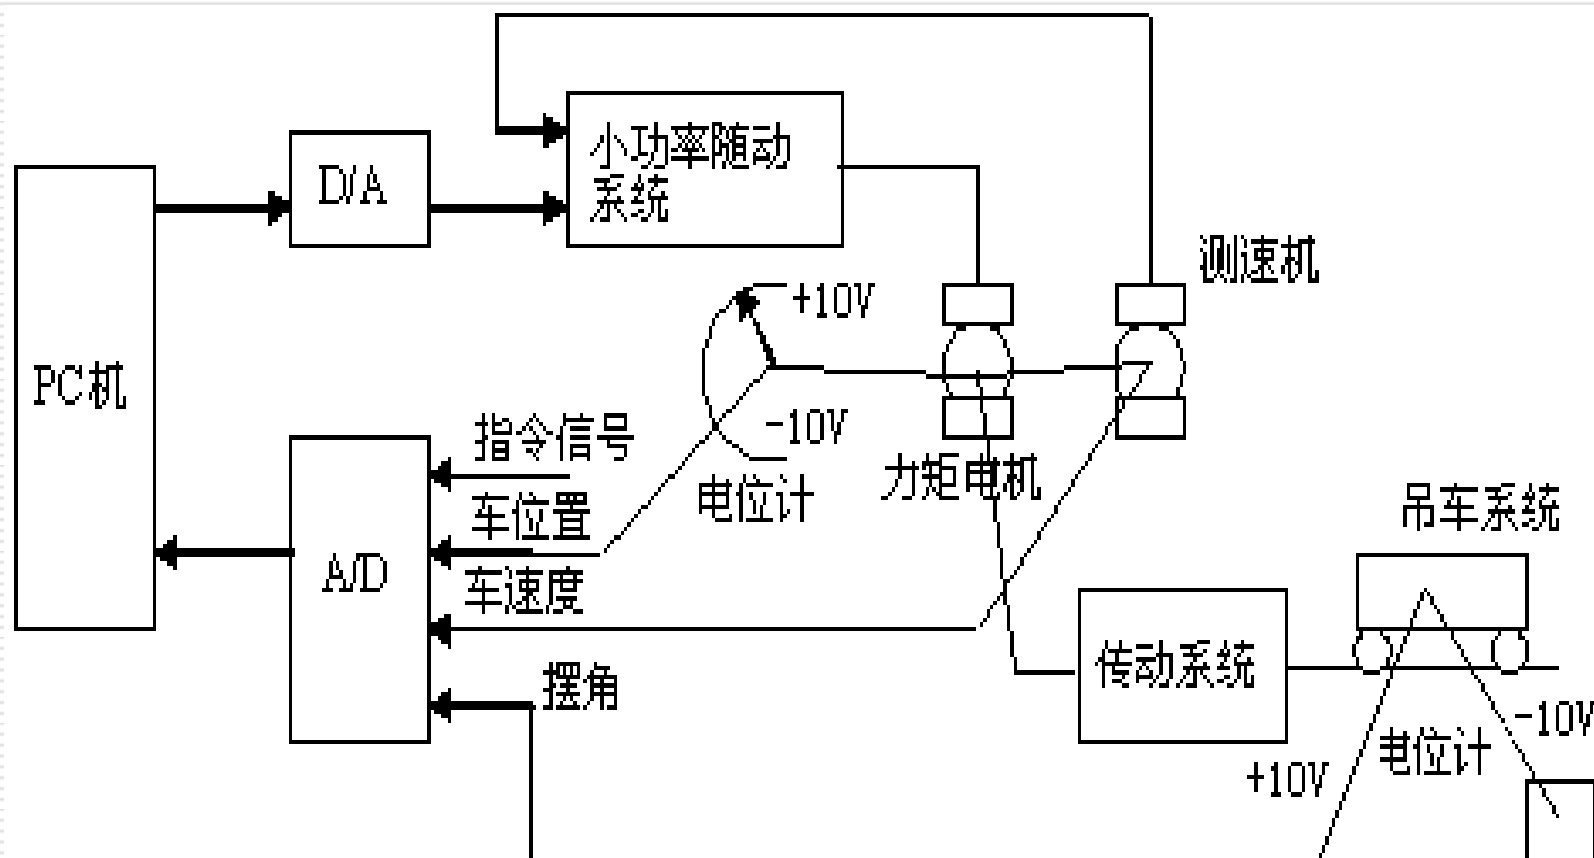 小功率随动
系统
D/A
测速机
+10V
PC机
-10V
指令信号
力矩电机
电位计
车位置
吊车系统
A/D
车速度
传动系统
摆角
-10V
电位计
+10V